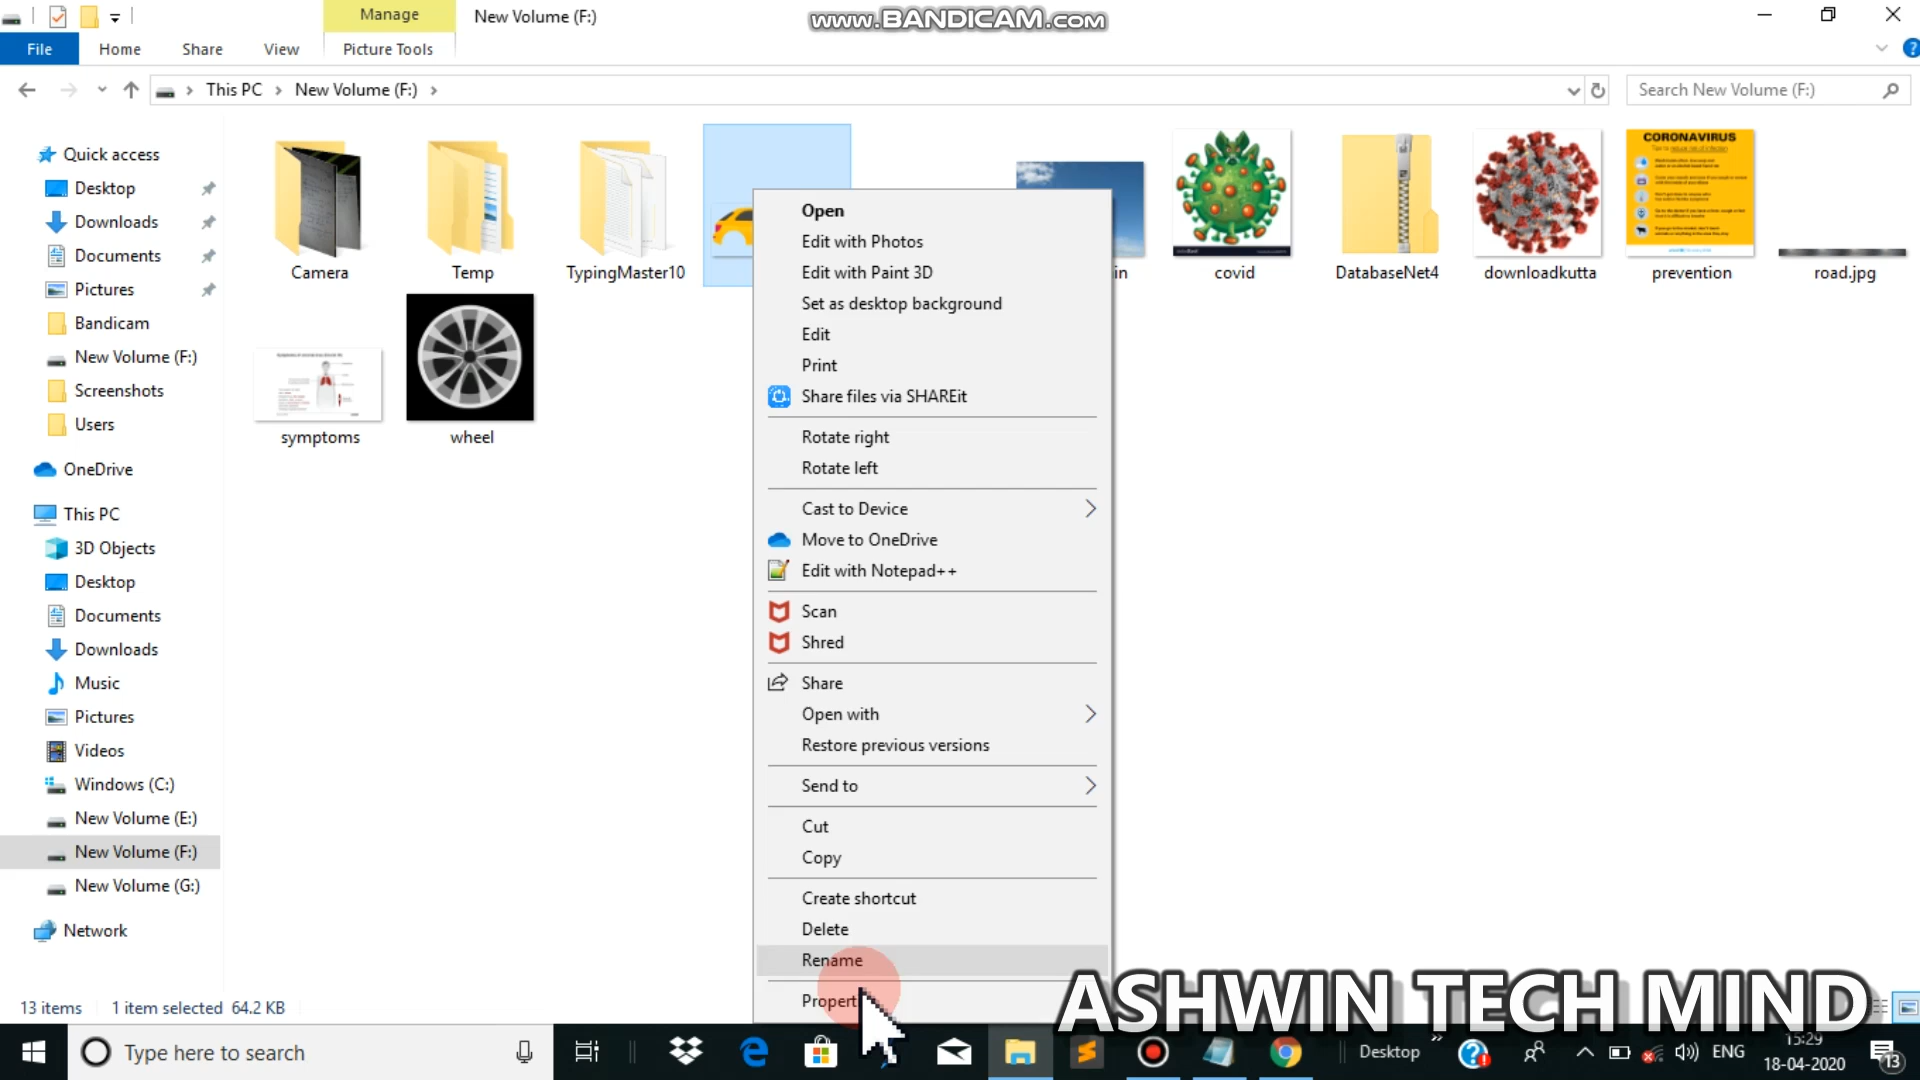 Manage
New Volume (F:)
www.BANDICAM.com
File
Home
Share
View
Picture Tools
This PC
New Volume (F:)
Search New Volume (F:)
Quick access
Desktop
Downloads
Documents
Pictures
Bandicam
New Volume (F:)
Screenshots
Users
OneDrive
This PC
3D Objects
Desktop
Documents
Downloads
Music
Pictures
Videos
Windows (C:)
New Volume (E:)
New Volume (F:)
New Volume (G:)
Network
CORONAVIRUS
Camera
Temp
TypingMaster10
in
covid
DatabaseNet4
downloadkutta
prevention
road.jpg
symptoms
wheel
Open
Edit with Photos
Edit with Paint 3D
Set as desktop background
Edit
Print
Share files via SHAREit
Rotate right
Rotate left
Cast to Device
Move to OneDrive
Edit with Notepad++
Scan
Shred
Share
Open with
Restore previous versions
Send to
Cut
Copy
Create shortcut
Delete
Rename
Propert
ASHWIN TECH MIND
13 items
1 item selected 64.2 KB
Type here to search
Desktop
ENG
15:29
18-04-2020
13